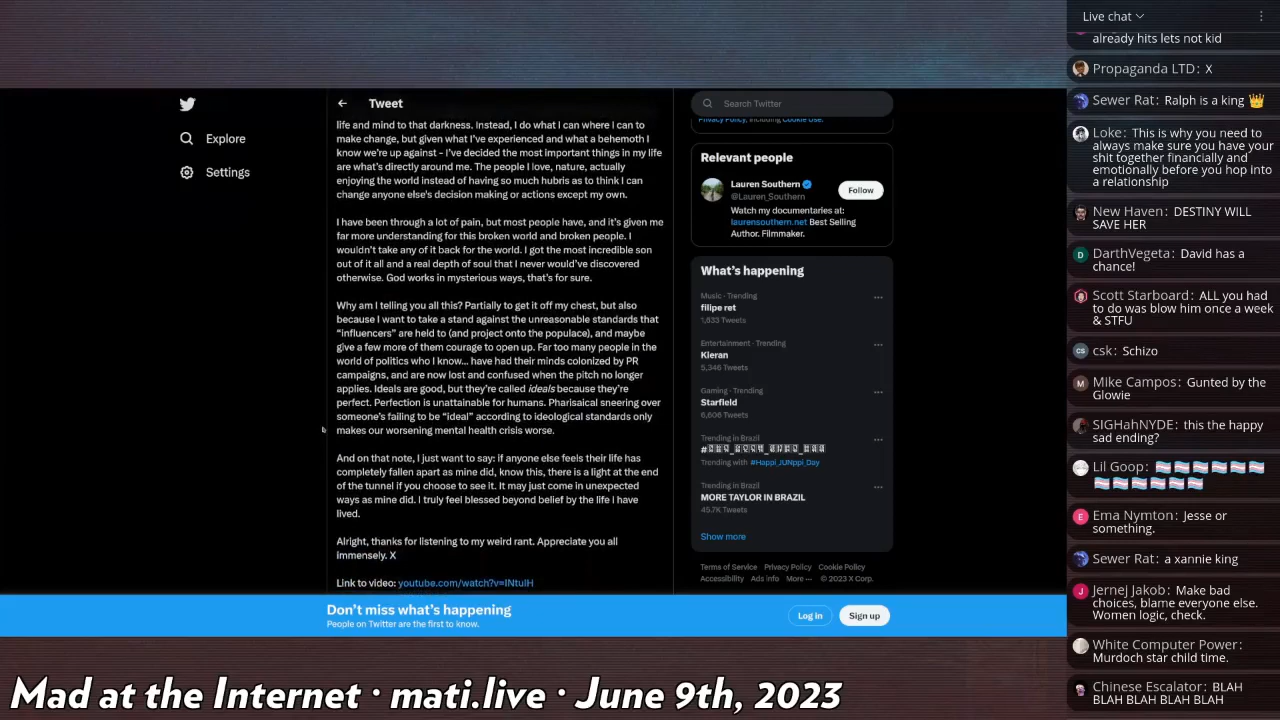 Explore
Settings
Tweet
life and mind to that darkness. Instead, I do what I can where I can to
make change, but given what I've experienced and what a behemoth I
know we're up against - I've decided the most important things in my life
are what's directly around me. The people I love, nature, actually
enjoying the world instead of having so much hubris as to think I can
change anyone else's decision making or actions except my own.
I have been through a lot of pain, but most people have, and it's given me
far more understanding for this broken world and broken people. I
wouldn't take any of it back for the world. I got the most incredible son
out of it all and a real depth of soul that I never would've discovered
otherwise. God works in mysterious ways, that's for sure.
Why am I telling you all this? Partially to get it off my chest, but also
because I want to take a stand against the unreasonable standards that
“influencers” are held to (and project onto the populace), and maybe
give a few more of them courage to open up. Far too many people in the
world of politics who I know... have had their minds colonized by PR
campaigns, and are now lost and confused when the pitch no longer
applies. Ideals are good, but they're called ideals because they're
perfect. Perfection is unattainable for humans. Pharisaical sneering over
someone's failing to be “ideal” according to ideological standards only
makes our worsening mental health crisis worse.
And on that note, I just want to say: if anyone else feels their life has
completely fallen apart as mine did, know this, there is a light at the end
of the tunnel if you choose to see it. It may just come in unexpected
ways as mine did. I truly feel blessed beyond belief by the life I have
lived.
Alright, thanks for listening to my weird rant. Appreciate you all
immensely. X
Link to video: youtube.com/watch?v=INtulH
Search Twitter
Privacy Policy, including Cookie Use.
Relevant people
Lauren Southern
@Lauren_Southern
Follow
Watch my documentaries at:
laurensouthern.net Best Selling
Author. Filmmaker.
What's happening
Music · Trending
filipe ret
1,633 Tweets
Entertainment · Trending
Kieran
5,346 Tweets
Gaming · Trending
Starfield
6,606 Tweets
Trending in Brazil
Trending with #Happi_JUNppi_Day
Trending in Brazil
MORE TAYLOR IN BRAZIL
45.7K Tweets
Show more
Terms of Service Privacy Policy Cookie Policy
Accessibility Ads info More ··· © 2023 X Corp.
Don't miss what's happening
People on Twitter are the first to know.
Log in
Sign up
Mad at the Internet · mati.live · June 9th, 2023
Live chat
already hits lets not kid
Propaganda LTD: X
Sewer Rat: Ralph is a king
Loke: This is why you need to
always make sure you have your
shit together financially and
emotionally before you hop into
a relationship
New Haven: DESTINY WILL
SAVE HER
DarthVegeta: David has a
chance!
Scott Starboard: ALL you had
to do was blow him once a week
& STFU
csk: Schizo
Mike Campo: Cunted by the
Glowie
SIGHahNYDE: this the happy
sad ending?
Lil Goop:
Ema Nymton: Jesse or
something.
Sewer Rat: a xannie king
Jernej Jakob: Make bad
choices, blame everyone else.
Women logic, check.
White Computer Power:
Murdoch star child time.
Chinese Escalator: BLAH
BLAH BLAH BLAH BLAH